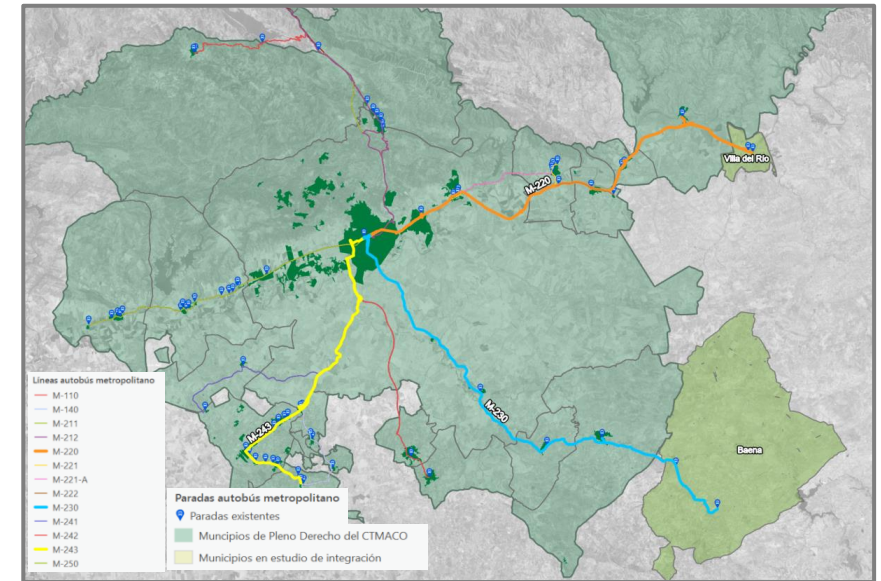 Villa del Río
M-220
M-230
M-243
Baena
Líneas autobús metropolitano
M-110
M-140
M-211
M-212
M-220
M-221
M-221-A
M-222
M-230
M-241
M-242
M-243
M-250
Paradas autobús metropolitano
Paradas existentes
Muncipios de Pleno Derecho del CTMACO
Municipios en estudio de integración